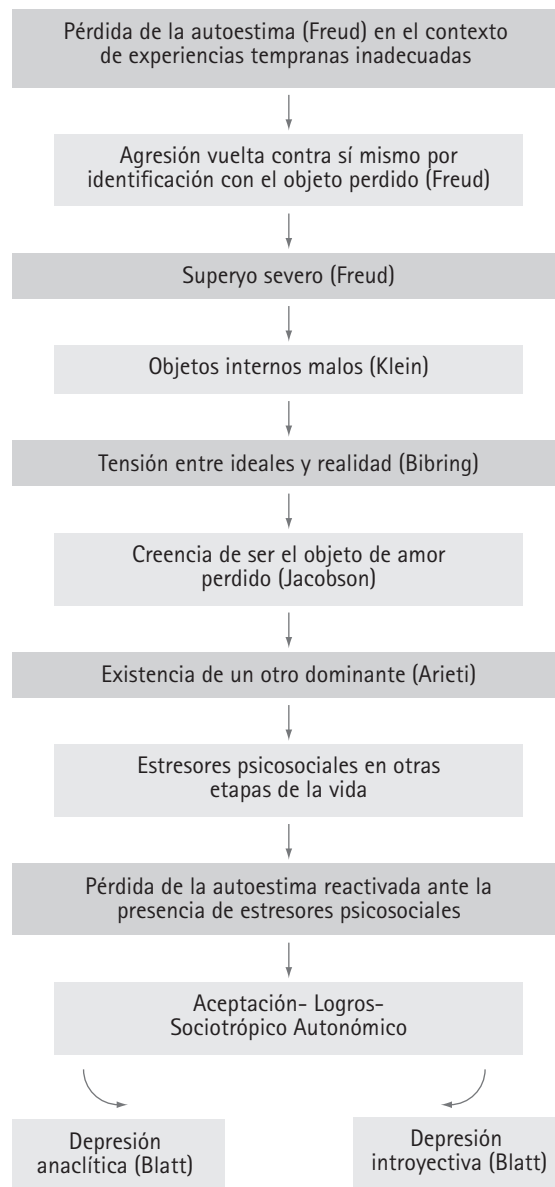 Pérdida de la autoestima (Freud) en el contexto
de experiencias tempranas inadecuadas
Agresión vuelta contra sí mismo por
identificación con el objeto perdido (Freud)
Superyo severo (Freud)
Objetos internos malos (Klein)
Tensión entre ideales y realidad (Bibring)
Creencia de ser el objeto de amor
perdido (Jacobson)
Existencia de un otro dominante (Arieti)
Estresores psicosociales en otras
etapas de la vida
Pérdida de la autoestima reactivada ante la
presencia de estresores psicosociales
Aceptación- Logros-
Sociotrópico Autonómico
Depresión
anaclítica (Blatt)
Depresión
introyectiva (Blatt)